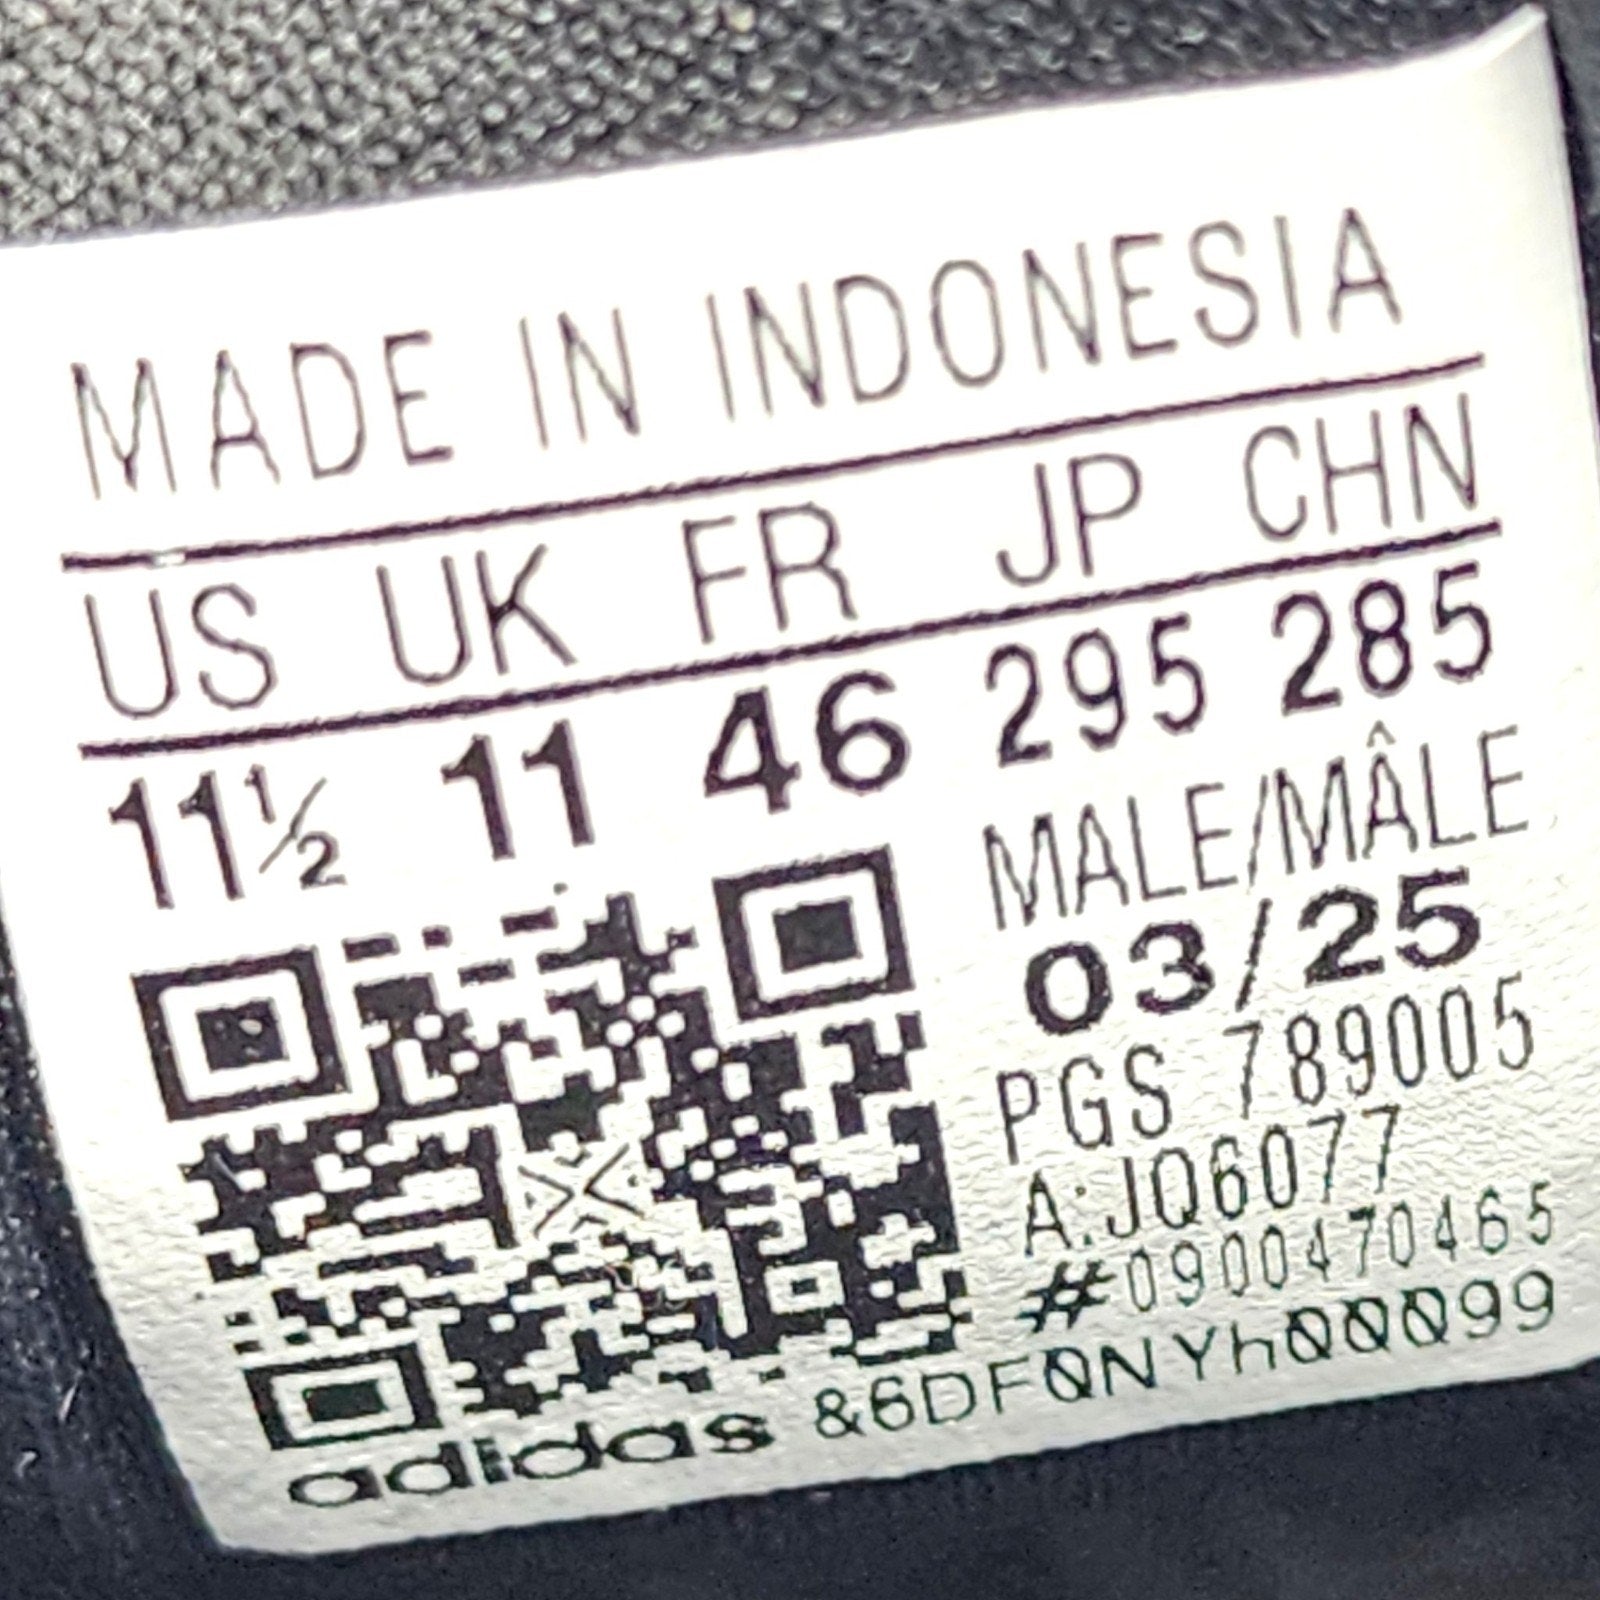 MADE IN INDONESIA
US UK FR JP CHN
11½ 11 46 295 285
MALE/MÂLE
03/25
PGS 789005
A:JQ6077
#0900470465
adidas &6DF0NYh00099